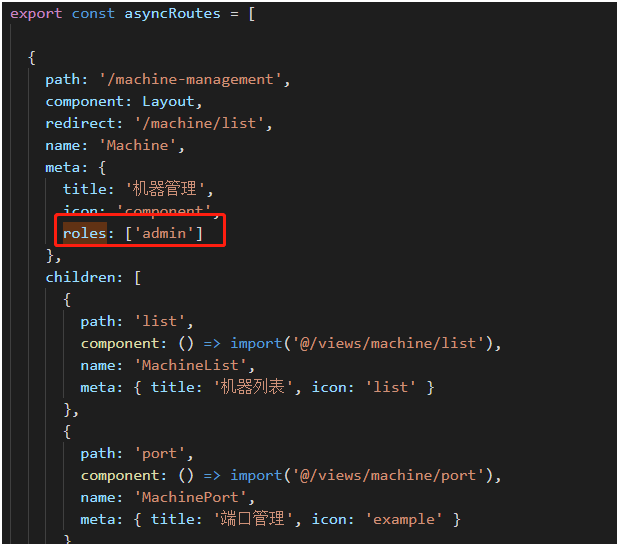 export const asyncRoutes = [
{
path: '/machine-management',
component: Layout,
redirect: '/machine/list',
name: 'Machine',
meta: {
title: '机器管理',
icon: 'component',
roles: ['admin']
},
children: [
{
path: 'list',
component: () => import('@/views/machine/list'),
name: 'MachineList',
meta: { title: '机器列表', icon: 'list' }
},
{
path: 'port',
component: () => import('@/views/machine/port'),
name: 'MachinePort',
meta: { title: '端口管理', icon: 'example' }
}